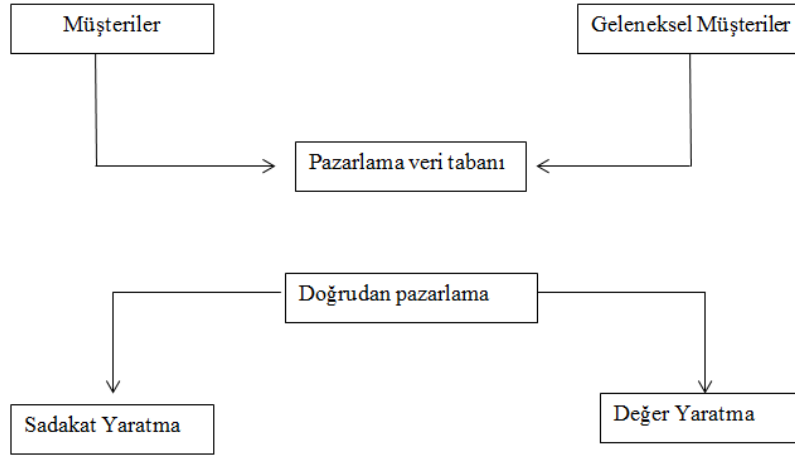 Müşteriler
Geleneksel Müşteriler
Pazarlama veri tabanı
Doğrudan pazarlama
Sadakat Yaratma
Değer Yaratma